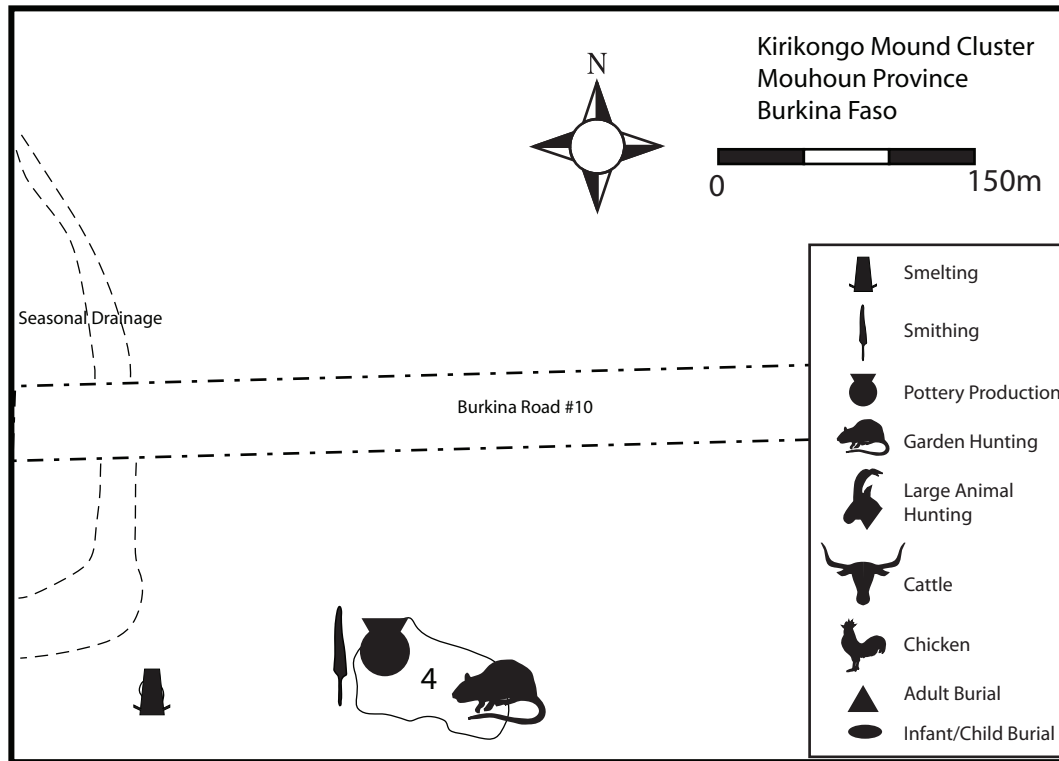 Kirikongo Mound Cluster
Mouhoun Province
Burkina Faso
N
0
150m
Seasonal Drainage
Burkina Road #10
4
Smelting
Smithing
Pottery Production
Garden Hunting
Large Animal
Hunting
Cattle
Chicken
Adult Burial
Infant/Child Burial